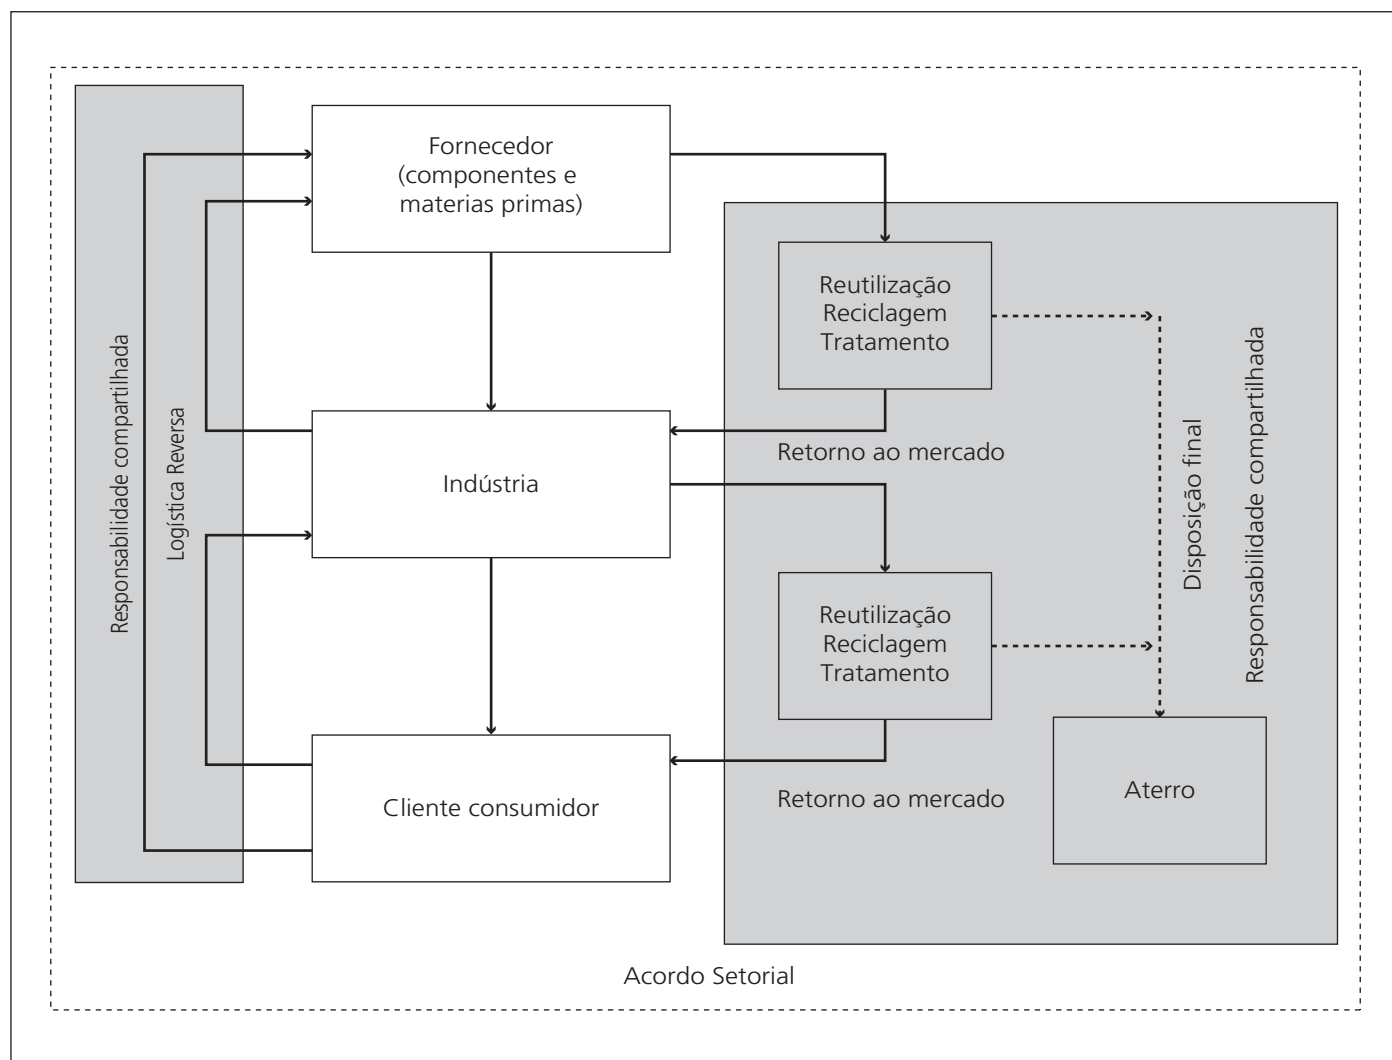 Fornecedor
(componentes e
materias primas)
Reutilização
Reciclagem
Tratamento
Responsabilidade compartilhada
Logística Reversa
Indústria
Retorno ao mercado
Disposição final
Responsabilidade compartilhada
Reutilização
Reciclagem
Tratamento
Cliente consumidor
Retorno ao mercado
Aterro
Acordo Setorial